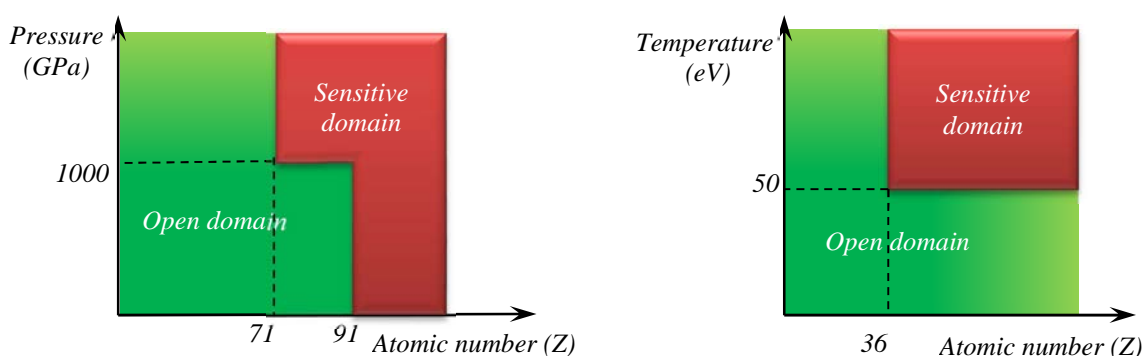 Pressure
(GPa)
Sensitive
domain
1000
Open domain
71
91
Atomic number (Z)
Temperature
(eV)
Sensitive
domain
50
Open domain
36
Atomic number (Z)